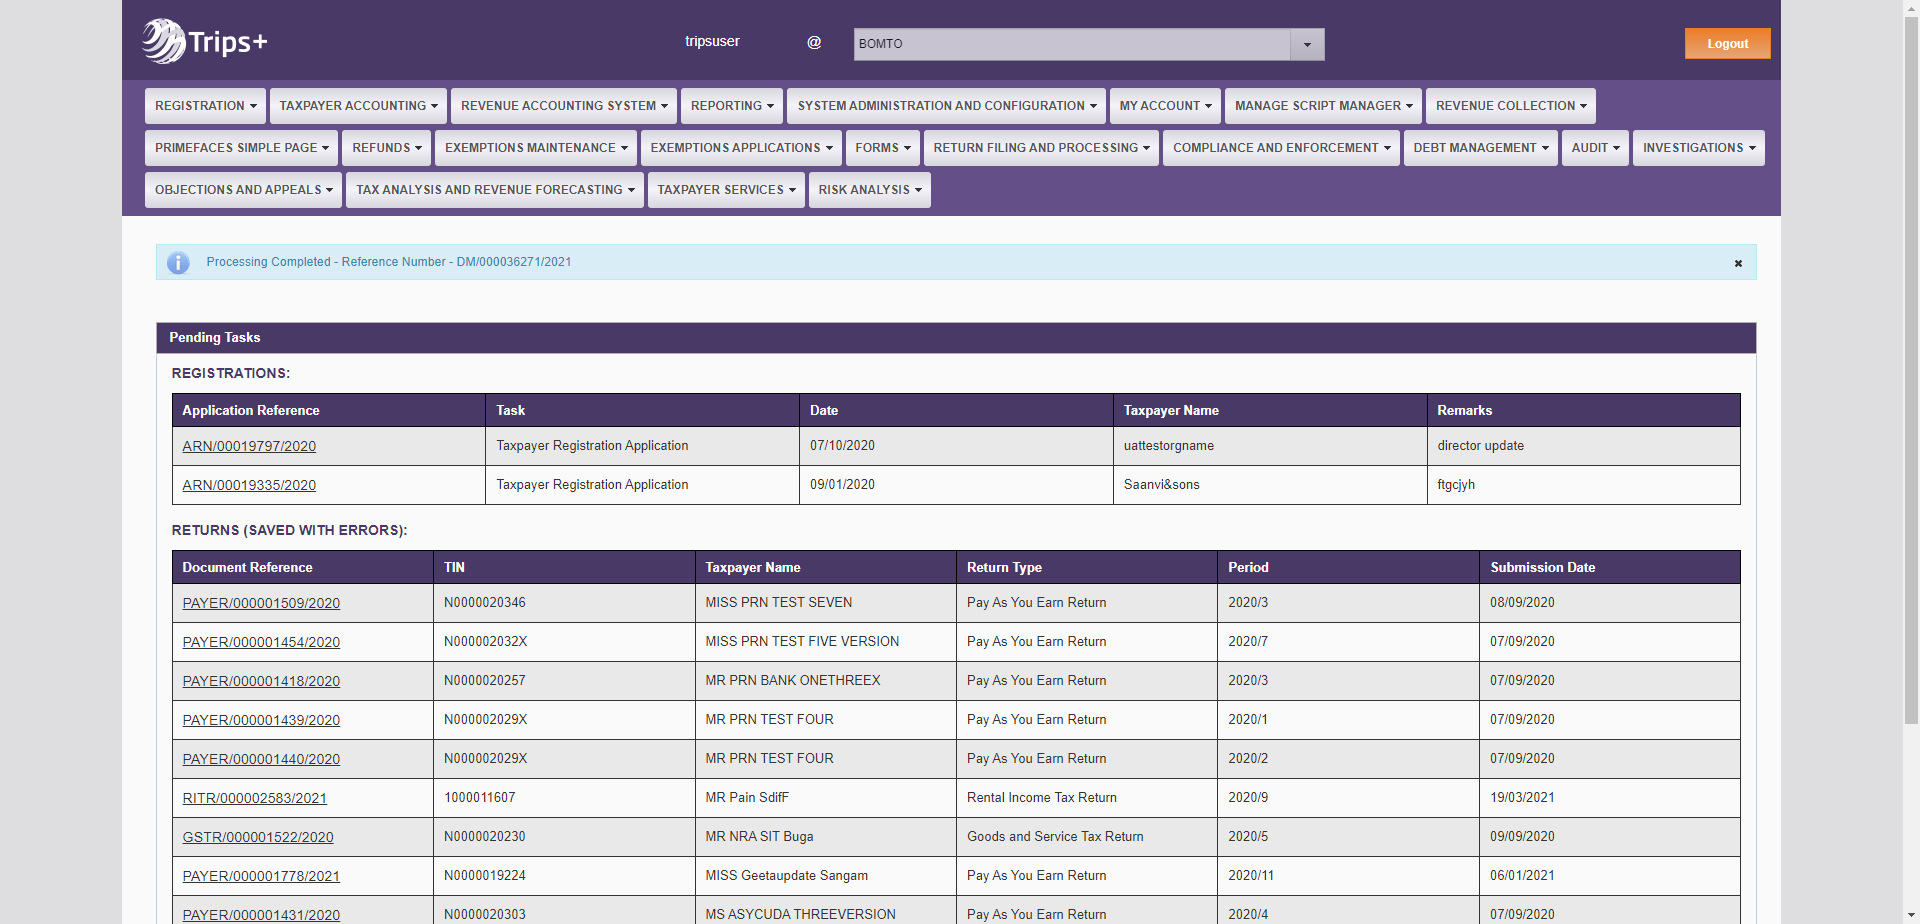 Trips+
tripsuser @ BOMTO Logout
REGISTRATION TAXPAYER ACCOUNTING REVENUE ACCOUNTING SYSTEM REPORTING SYSTEM ADMINISTRATION AND CONFIGURATION MY ACCOUNT MANAGE SCRIPT MANAGER REVENUE COLLECTION
PRIMEFACES SIMPLE PAGE REFUNDS EXEMPTIONS MAINTENANCE EXEMPTIONS APPLICATIONS FORMS RETURN FILING AND PROCESSING COMPLIANCE AND ENFORCEMENT DEBT MANAGEMENT AUDIT INVESTIGATIONS
OBJECTIONS AND APPEALS TAX ANALYSIS AND REVENUE FORECASTING TAXPAYER SERVICES RISK ANALYSIS
Processing Completed - Reference Number - DM/000036271/2021
Pending Tasks
REGISTRATIONS:
Application Reference Task Date Taxpayer Name Remarks
ARN/00019797/2020 Taxpayer Registration Application 07/10/2020 uattestorgname director update
ARN/00019335/2020 Taxpayer Registration Application 09/01/2020 Saanvi&sons ftgcjyh
RETURNS (SAVED WITH ERRORS):
Document Reference TIN Taxpayer Name Return Type Period Submission Date
PAYER/000001509/2020 N0000020346 MISS PRN TEST SEVEN Pay As You Earn Return 2020/3 08/09/2020
PAYER/000001454/2020 N000002032X MISS PRN TEST FIVE VERSION Pay As You Earn Return 2020/7 07/09/2020
PAYER/000001418/2020 N0000020257 MR PRN BANK ONETHREEX Pay As You Earn Return 2020/3 07/09/2020
PAYER/000001439/2020 N000002029X MR PRN TEST FOUR Pay As You Earn Return 2020/1 07/09/2020
PAYER/000001440/2020 N000002029X MR PRN TEST FOUR Pay As You Earn Return 2020/2 07/09/2020
RITR/000002583/2021 1000011607 MR Pain SdifF Rental Income Tax Return 2020/9 19/03/2021
GSTR/000001522/2020 N0000020230 MR NRA SIT Buga Goods and Service Tax Return 2020/5 09/09/2020
PAYER/000001778/2021 N0000019224 MISS Geetaupdate Sangam Pay As You Earn Return 2020/11 06/01/2021
PAYER/000001431/2020 N0000020303 MS ASYCUDA THREEVERSION Pay As You Earn Return 2020/4 07/09/2020